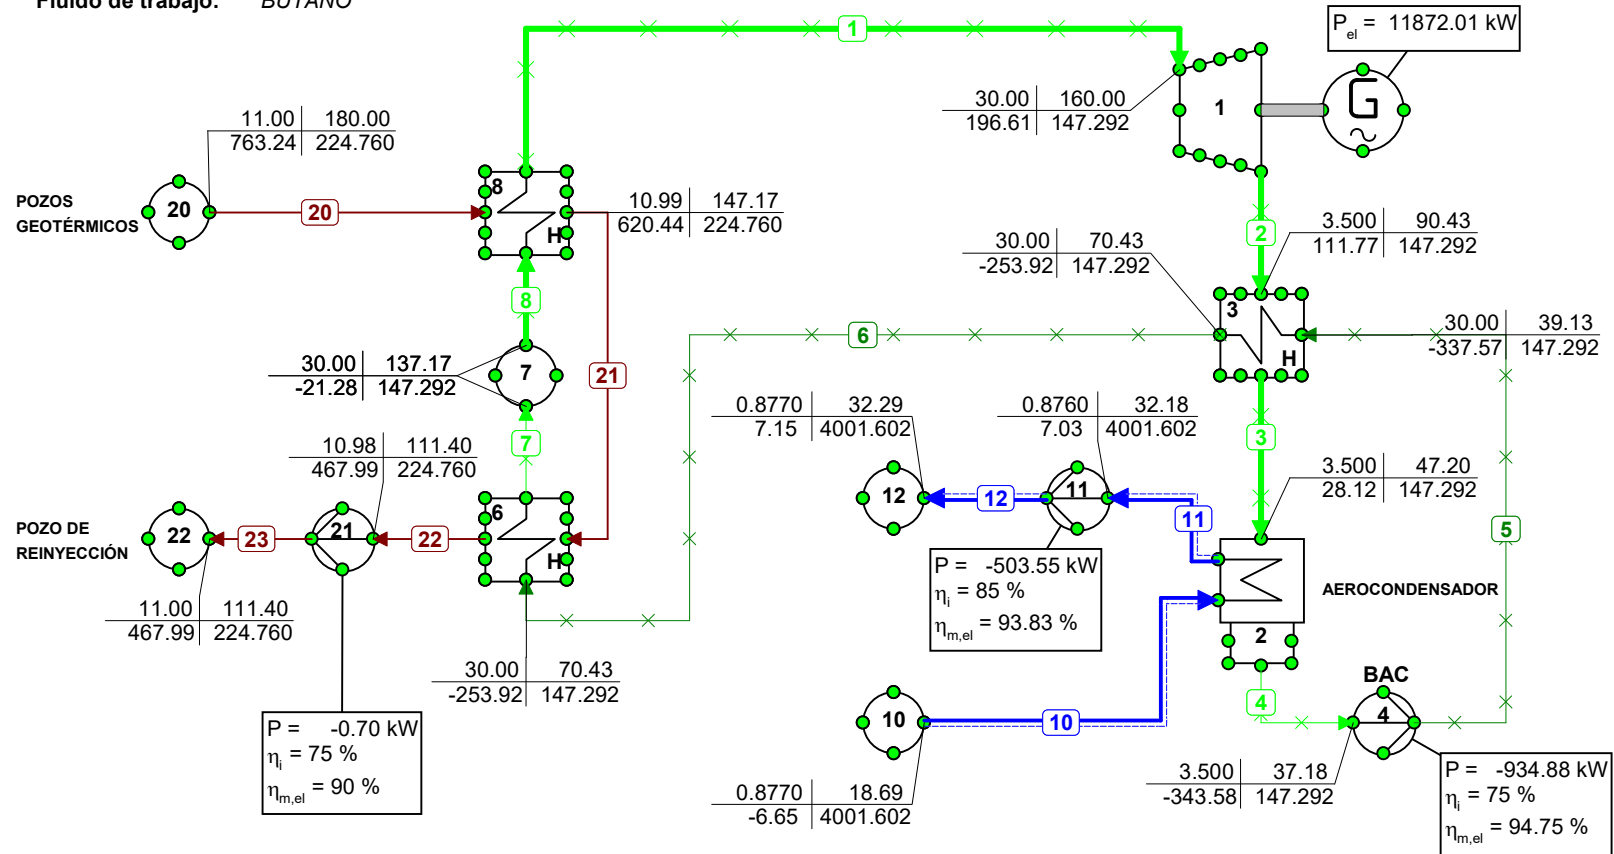 Fluido de trabajo: BUTANO
1
P el = 11872.01 kW
11.00 180.00
763.24 224.760
30.00 160.00
196.61 147.292
1
G
POZOS
GEOTÉRMICOS
20
20
8
H
10.99 147.17
620.44 224.760
2
3.500 90.43
111.77 147.292
30.00 70.43
-253.92 147.292
8
3
H
6
30.00 39.13
-337.57 147.292
30.00 137.17
-21.28 147.292
7
21
0.8770 32.29
7.15 4001.602
0.8760 32.18
7.03 4001.602
7
3
10.98 111.40
467.99 224.760
3.500 47.20
28.12 147.292
12
12
11
11
5
POZO DE
REINYECCIÓN
22
23
21
22
6
H
P = -503.55 kW
ηi = 85 %
ηm,el = 93.83 %
AEROCONDENSADOR
11.00 111.40
467.99 224.760
2
30.00 70.43
-253.92 147.292
BAC
4
4
10
10
P = -0.70 kW
ηi = 75 %
ηm,el = 90 %
3.500 37.18
-343.58 147.292
0.8770 18.69
-6.65 4001.602
P = -934.88 kW
ηi = 75 %
ηm,el = 94.75 %